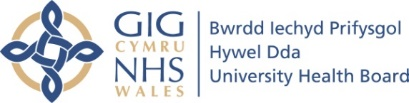 GIG
CYMRU
NHS
WALES
Bwrdd Iechyd Prifysgol
Hywel Dda
University Health Board